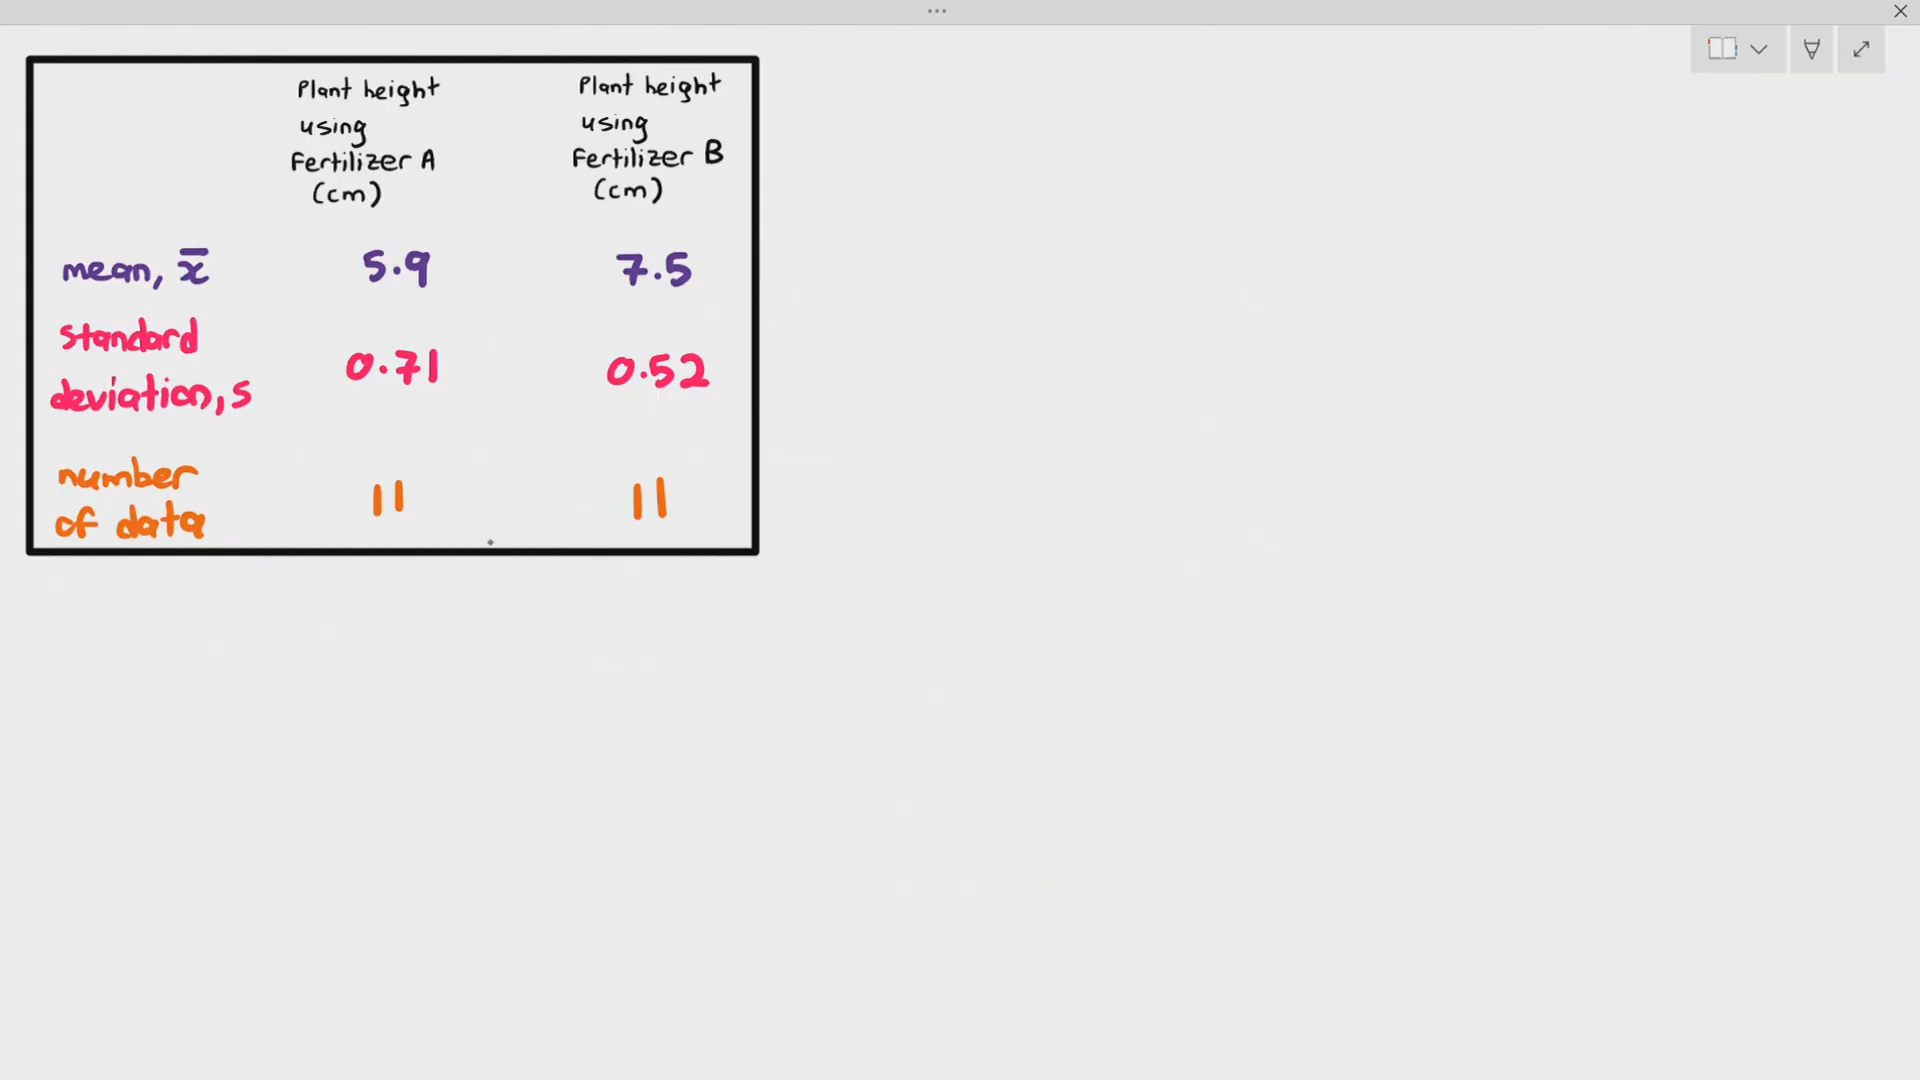 Plant height
using
Fertilizer A
(cm)
Plant height
using
Fertilizer B
(cm)
mean, x̄ 5.9 7.5
standard
deviation, s 0.71 0.52
number
of data 11 11